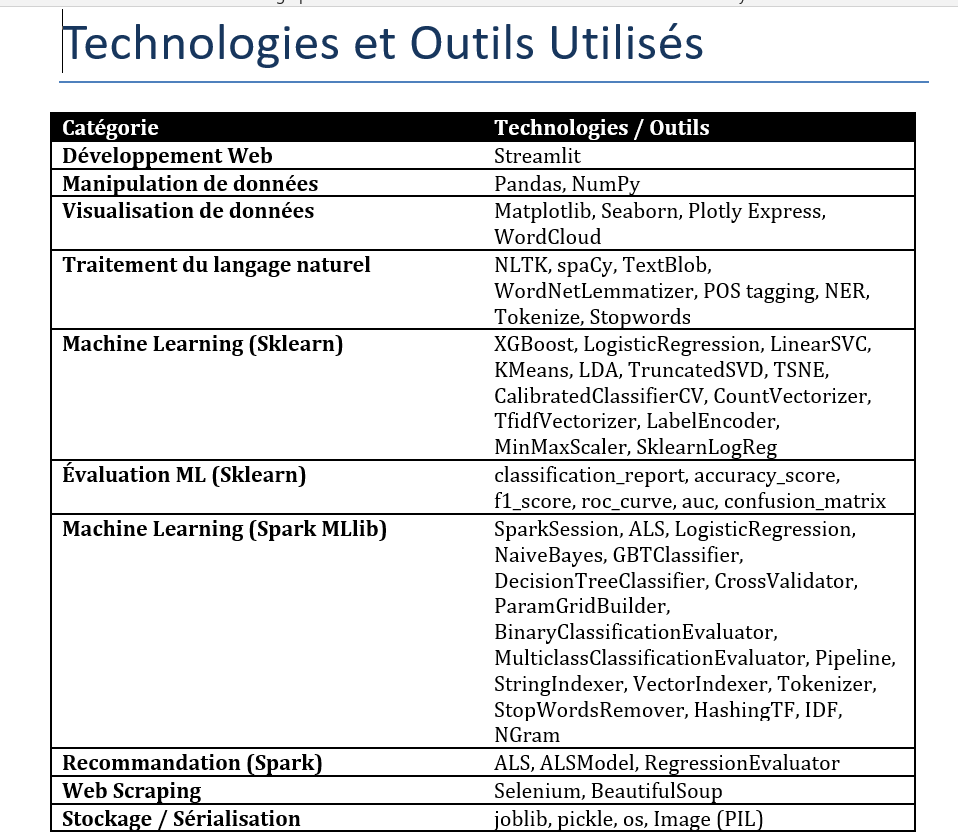 Technologies et Outils Utilisés
Catégorie Technologies / Outils
Développement Web Streamlit
Manipulation de données Pandas, NumPy
Visualisation de données Matplotlib, Seaborn, Plotly Express,
WordCloud
Traitement du langage naturel NLTK, spaCy, TextBlob,
WordNetLemmatizer, POS tagging, NER,
Tokenize, Stopwords
Machine Learning (Sklearn) XGBoost, LogisticRegression, LinearSVC,
KMeans, LDA, TruncatedSVD, TSNE,
CalibratedClassifierCV, CountVectorizer,
TfidfVectorizer, LabelEncoder,
MinMaxScaler, SklearnLogReg
Évaluation ML (Sklearn) classification_report, accuracy_score,
f1_score, roc_curve, auc, confusion_matrix
Machine Learning (Spark MLlib) SparkSession, ALS, LogisticRegression,
NaiveBayes, GBTClassifier,
DecisionTreeClassifier, CrossValidator,
ParamGridBuilder,
BinaryClassificationEvaluator,
MulticlassClassificationEvaluator, Pipeline,
StringIndexer, VectorIndexer, Tokenizer,
StopWordsRemover, HashingTF, IDF,
NGram
Recommandation (Spark) ALS, ALSModel, RegressionEvaluator
Web Scraping Selenium, BeautifulSoup
Stockage / Sérialisation joblib, pickle, os, Image (PIL)